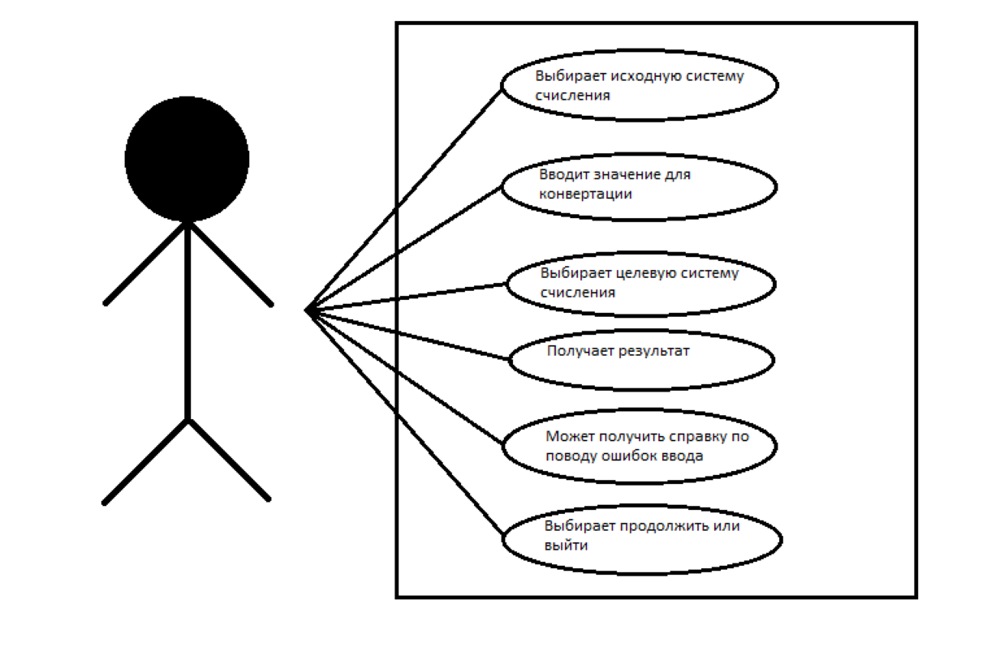 Выбирает исходную систему
счисления
Вводит значение для
конвертации
Выбирает целевую систему
счисления
Получает результат
Может получить справку по
поводу ошибок ввода
Выбирает продолжить или
выйти